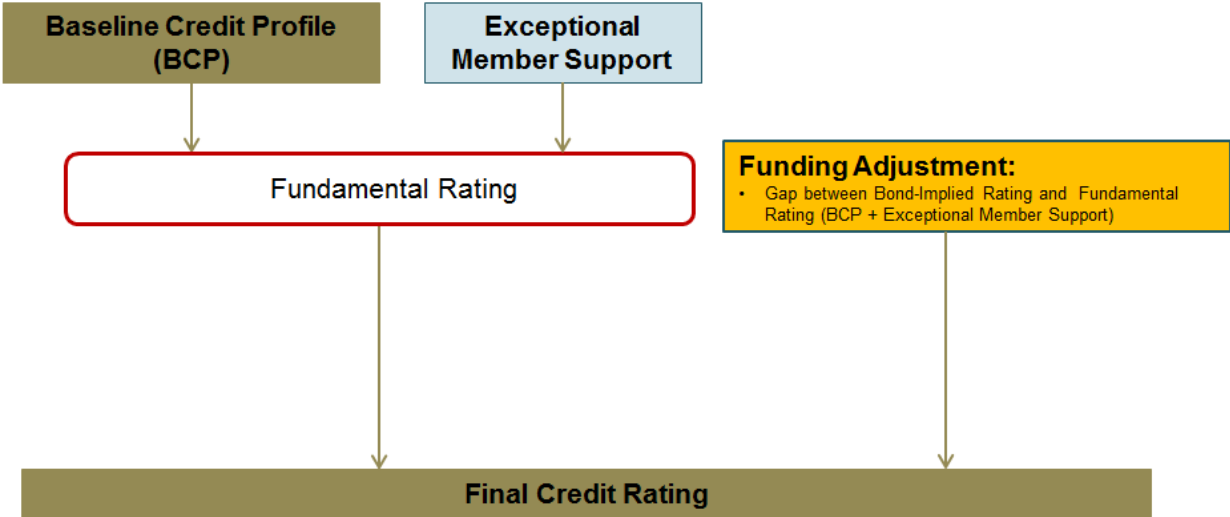 Baseline Credit Profile
(BCP)
Exceptional
Member Support
Fundamental Rating
Funding Adjustment:
• Gap between Bond-Implied Rating and Fundamental
Rating (BCP + Exceptional Member Support)
Final Credit Rating